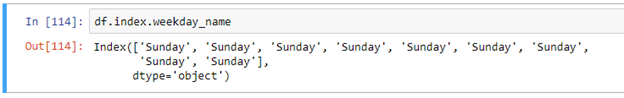 In [114]: df.index.weekday_name
Out[114]: Index(['Sunday', 'Sunday', 'Sunday', 'Sunday', 'Sunday', 'Sunday', 'Sunday',
'Sunday', 'Sunday'],
dtype='object')